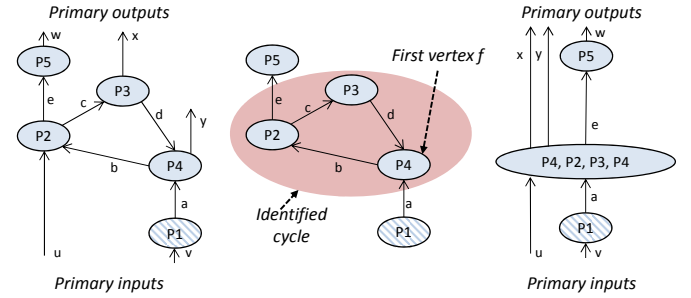 Primary outputs
w
x
P5
P3
e
c
d
y
P2
P4
b
a
P1
u
v
Primary inputs
First vertex f
P5
P3
e
c
d
P2
P4
b
a
Identified
cycle
P1
Primary outputs
w
x
y
P5
e
P4, P2, P3, P4
a
P1
u
v
Primary inputs